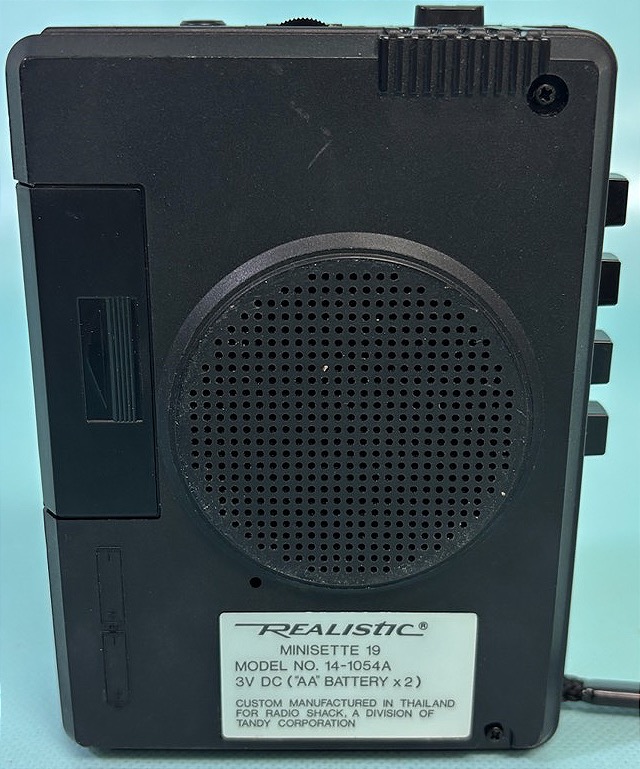 REALISTIC®
MINISETTE 19
MODEL NO. 14-1054A
3V DC ("AA" BATTERY x 2)
CUSTOM MANUFACTURED IN THAILAND
FOR RADIO SHACK, A DIVISION OF
TANDY CORPORATION